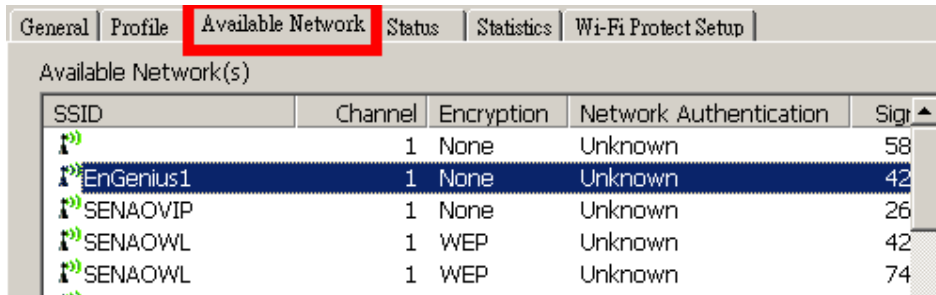 General Profile Available Network Status Statistics Wi-Fi Protect Setup
Available Network(s)
SSID Channel Encryption Network Authentication Sigr
1 None Unknown 58
EnGenius1 1 None Unknown 42
SENAOVIP 1 None Unknown 26
SENAOWL 1 WEP Unknown 42
SENAOWL 1 WEP Unknown 74